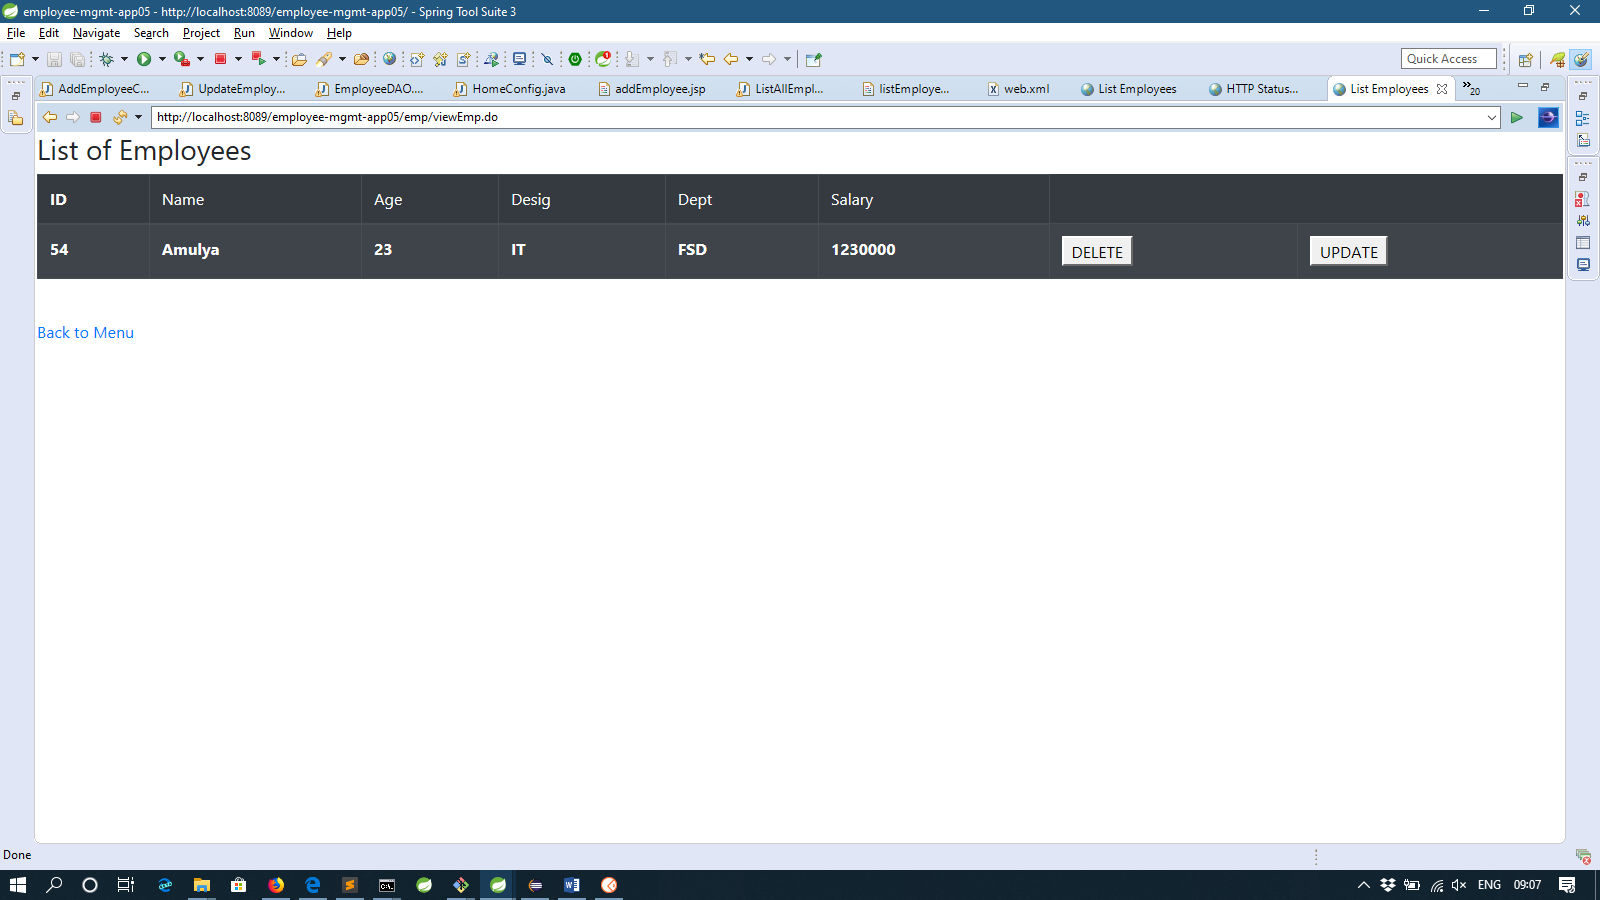 employee-mgmt-app05 - http://localhost:8089/employee-mgmt-app05/ - Spring Tool Suite 3
File Edit Navigate Search Project Run Window Help
Quick Access
AddEmployeeC... UpdateEmploy... EmployeeDAO.... HomeConfig.java addEmployee.jsp ListAllEmpl... listEmploye... web.xml List Employees HTTP Status... List Employees »20
http://localhost:8089/employee-mgmt-app05/emp/viewEmp.do
List of Employees
ID Name Age Desig Dept Salary
54 Amulya 23 IT FSD 1230000 DELETE UPDATE
Back to Menu
Done
ENG 09:07